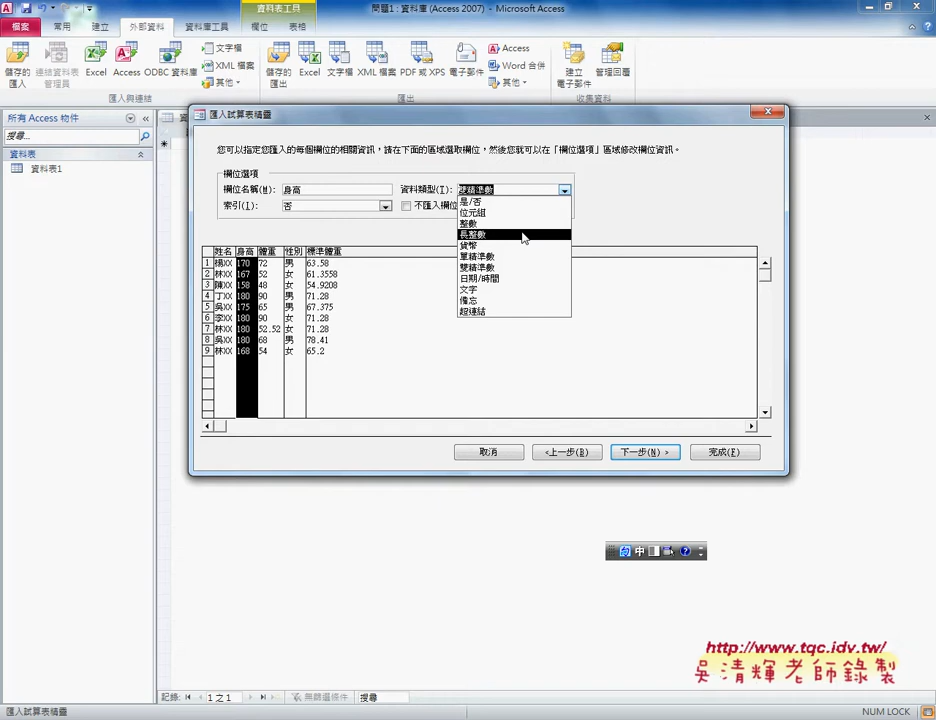 資料表工具
問題1：資料庫 (Access 2007) - Microsoft Access
檔案 常用 建立 外部資料 資料庫工具 欄位 表格
儲存的匯入 連結資料表管理員 Excel Access ODBC 資料庫 文字檔 XML 檔案 其他
儲存的匯出 Excel 文字檔 XML 檔案 PDF 或 XPS 電子郵件 Access Word 合併 其他
建立電子郵件 管理回覆
匯入與連結 匯出 收集資料
所有 Access 物件
搜尋...
資料表
資料表1
匯入試算表精靈
您可以指定您匯入的每個欄位的相關資訊，請在下面的區域選取欄位，然後您就可以在「欄位選項」區域修改欄位資訊。
欄位選項
欄位名稱(M): 身高 資料類型(T): 雙精準數
索引(I): 否 不匯入欄位
是/否
位元組
整數
長整數
貨幣
單精準數
雙精準數
日期/時間
文字
備忘
超連結
姓名 身高 體重 性別 標準體重
1 楊XX 170 72 男 63.58
2 林XX 167 52 女 61.3558
3 陳XX 158 48 女 54.9208
4 丁XX 180 90 男 71.28
5 吳XX 175 65 男 67.375
6 李XX 180 90 男 71.28
7 林XX 180 52.52 女 71.28
8 吳XX 180 68 男 78.41
9 林XX 168 54 女 65.2
取消 <上一步(B) 下一步(N) > 完成(F)
中
http://www.tqc.idv.tw/
吳清輝老師錄製
記錄: 1 之 1 無篩選條件 搜尋
匯入試算表精靈 NUM LOCK